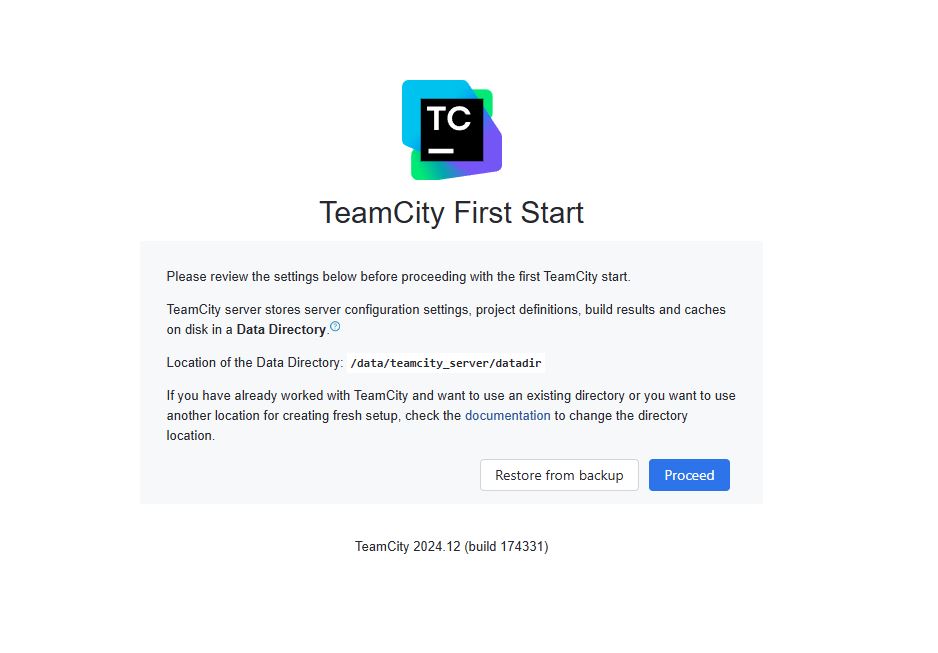 TC
TeamCity First Start
Please review the settings below before proceeding with the first TeamCity start.
TeamCity server stores server configuration settings, project definitions, build results and caches
on disk in a Data Directory.?
Location of the Data Directory: /data/teamcity_server/datadir
If you have already worked with TeamCity and want to use an existing directory or you want to use
another location for creating fresh setup, check the documentation to change the directory
location.
Restore from backup Proceed
TeamCity 2024.12 (build 174331)